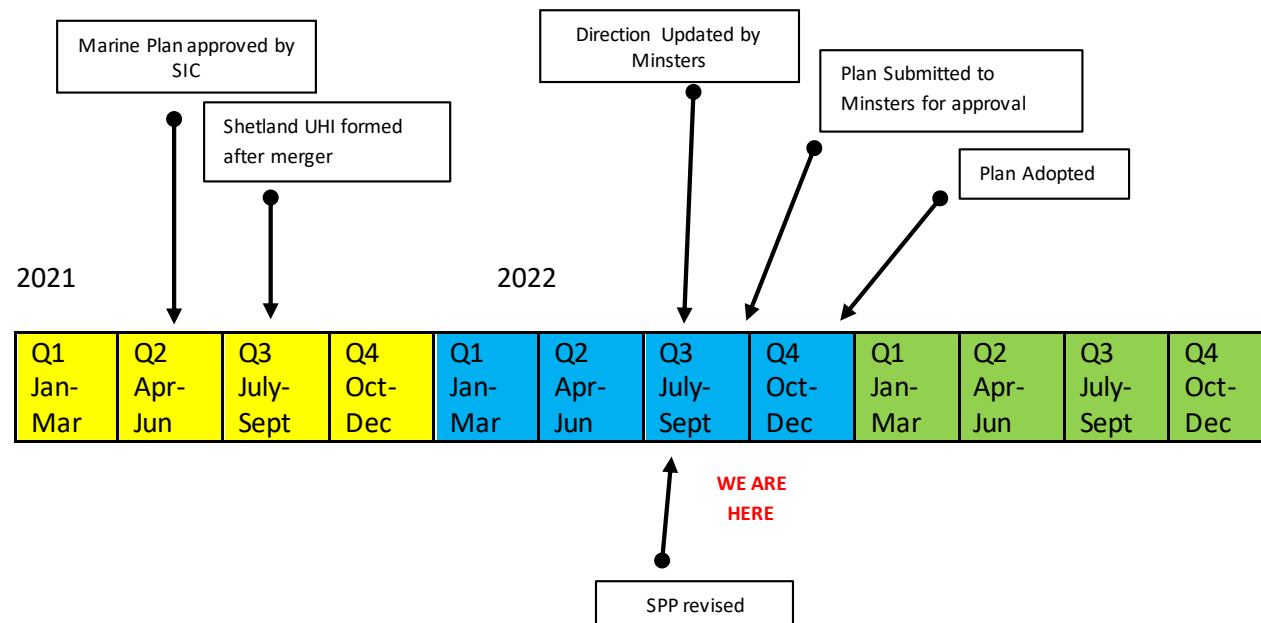 Marine Plan approved by
SIC
Shetland UHI formed
after merger
Direction Updated by
Minsters
Plan Submitted to
Minsters for approval
Plan Adopted
2021
2022
Q1
Jan-
Mar
Q2
Apr-
Jun
Q3
July-
Sept
Q4
Oct-
Dec
Q1
Jan-
Mar
Q2
Apr-
Jun
Q3
July-
Sept
Q4
Oct-
Dec
Q1
Jan-
Mar
Q2
Apr-
Jun
Q3
July-
Sept
Q4
Oct-
Dec
WE ARE
HERE
SPP revised